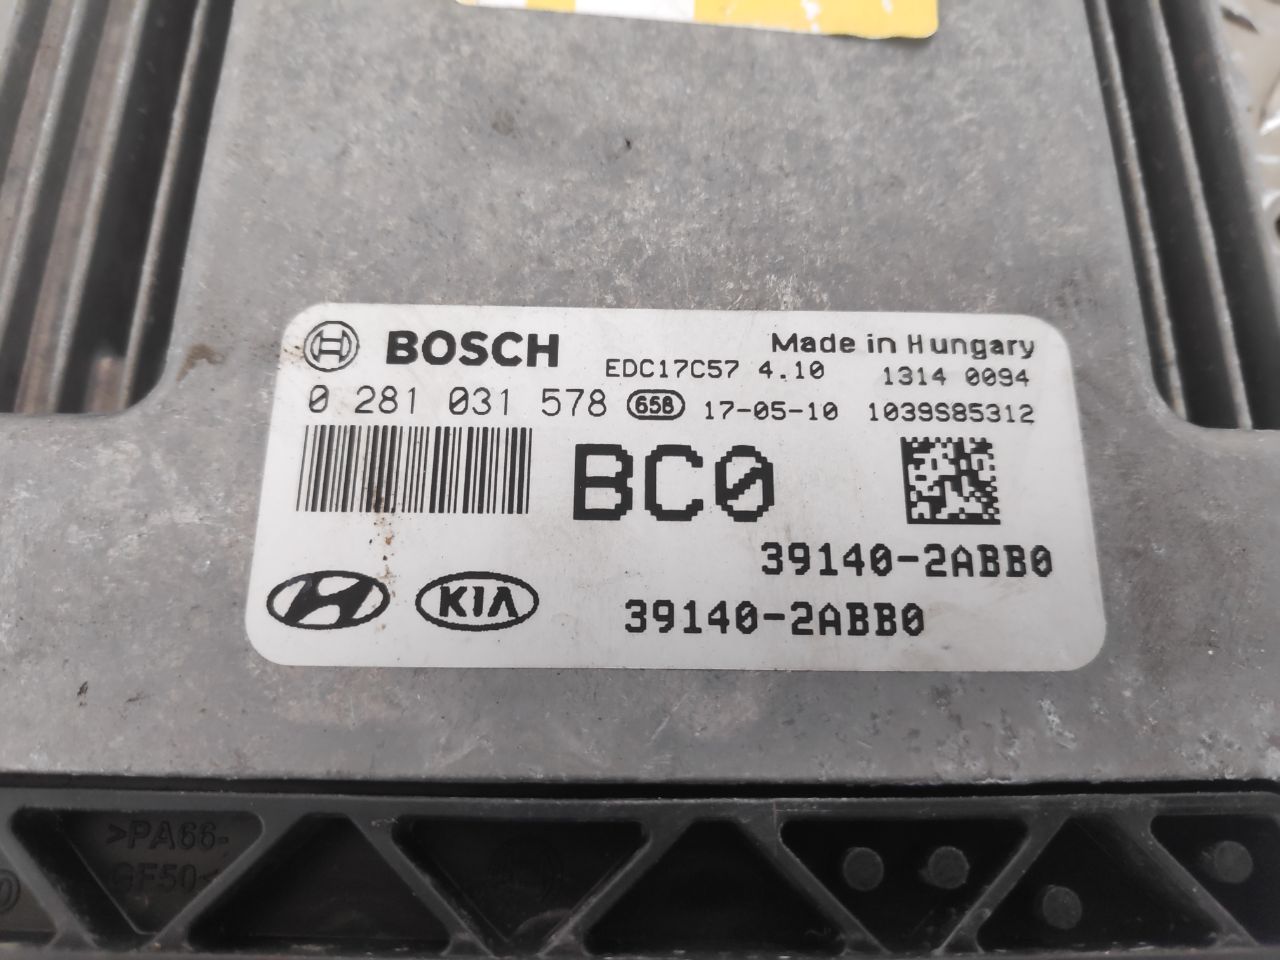 BOSCH
Made in Hungary
EDC17C57 4.10
1314 0094
0 281 031 578 658 17-05-10 1039S85312
BC0
39140-2ABB0
KIA
39140-2ABB0
>PA66-
GF50<